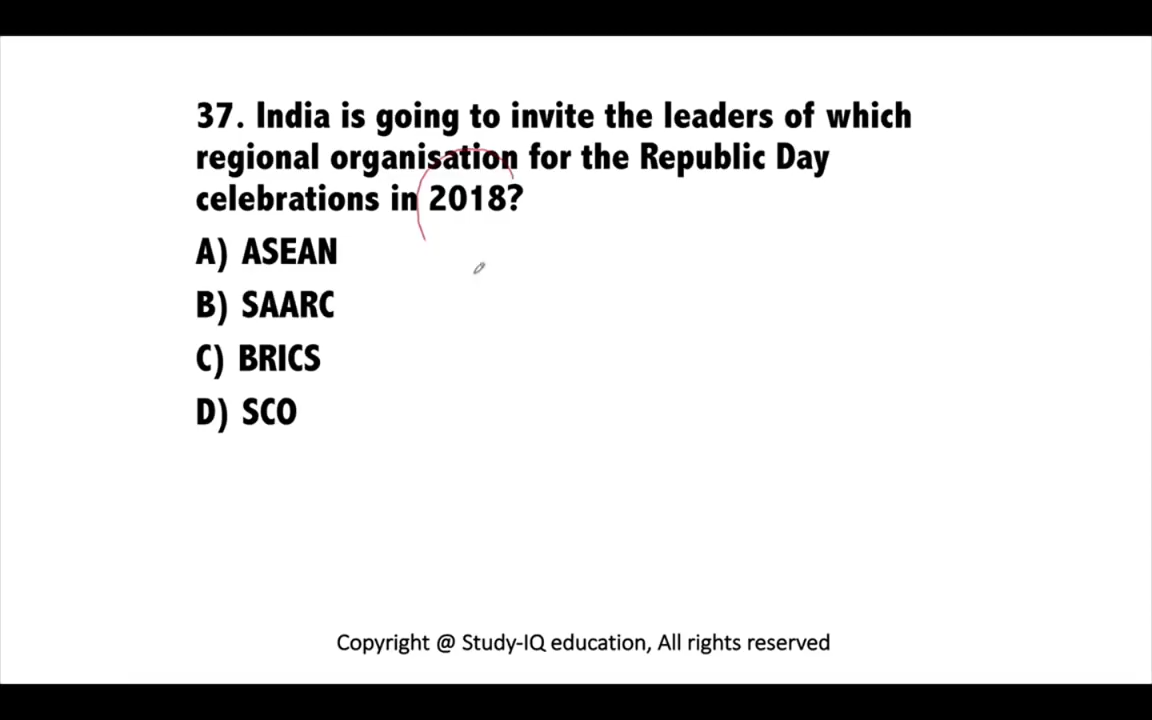 37. India is going to invite the leaders of which
regional organisation for the Republic Day
celebrations in 2018?
A) ASEAN
B) SAARC
C) BRICS
D) SCO
Copyright @ Study-IQ education, All rights reserved